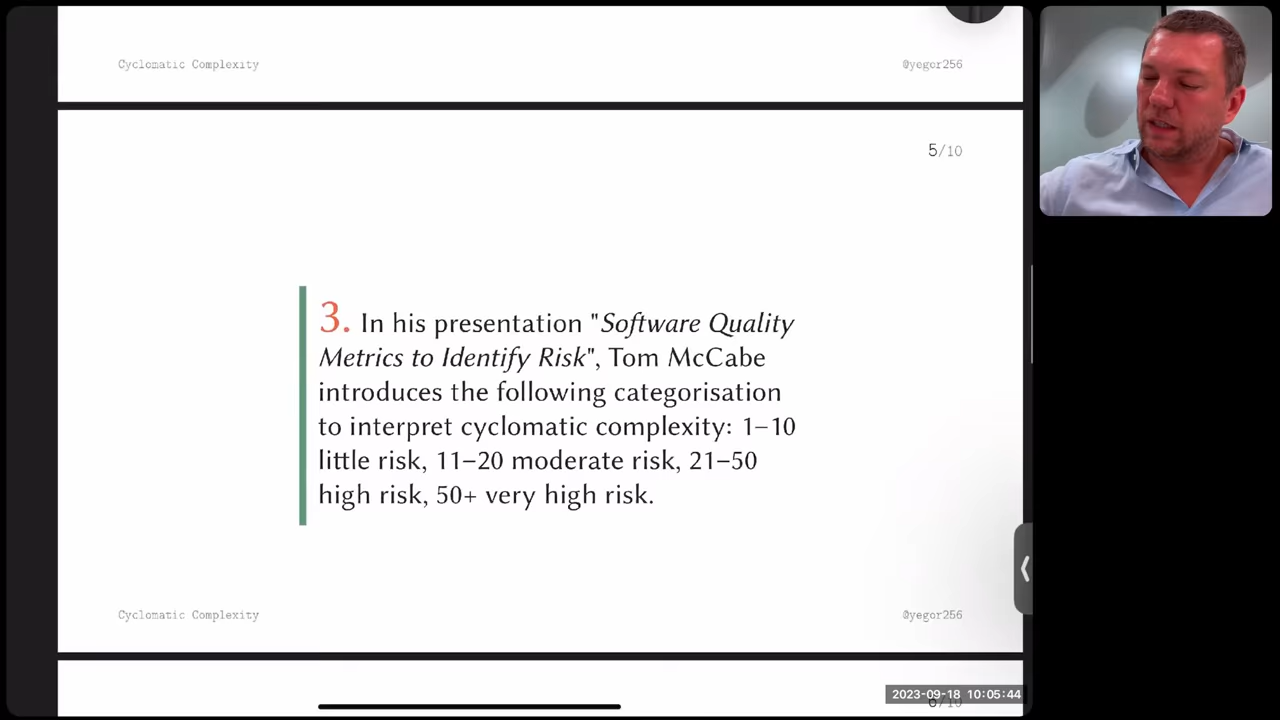 Cyclomatic Complexity
@yegor256
5/10
3. In his presentation "Software Quality
Metrics to Identify Risk", Tom McCabe
introduces the following categorisation
to interpret cyclomatic complexity: 1–10
little risk, 11–20 moderate risk, 21–50
high risk, 50+ very high risk.
Cyclomatic Complexity
@yegor256
2023-09-18 10:05:44
6/10